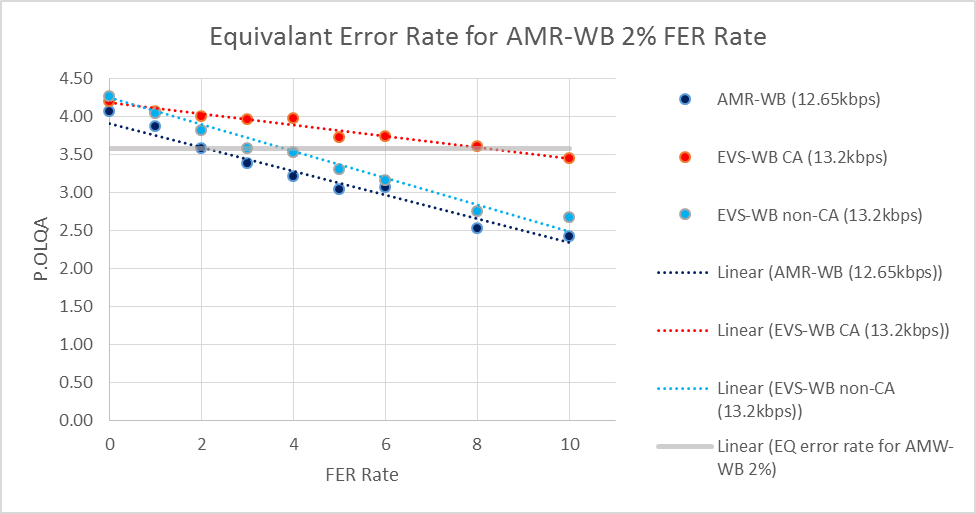 Equivalant Error Rate for AMR-WB 2% FER Rate
P.OLQA
4.50
4.00
3.50
3.00
2.50
2.00
1.50
1.00
0.50
0.00
0 2 4 6 8 10
FER Rate
AMR-WB (12.65kbps)
EVS-WB CA (13.2kbps)
EVS-WB non-CA (13.2kbps)
Linear (AMR-WB (12.65kbps))
Linear (EVS-WB CA (13.2kbps))
Linear (EVS-WB non-CA
(13.2kbps))
Linear (EQ error rate for AMW-
WB 2%)